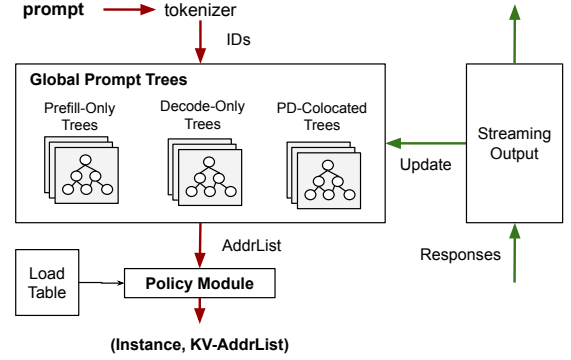 prompt
tokenizer
IDs
Global Prompt Trees
Prefill-Only
Trees
Decode-Only
Trees
PD-Colocated
Trees
Update
Streaming
Output
AddrList
Responses
Load
Table
Policy Module
(Instance, KV-AddrList)